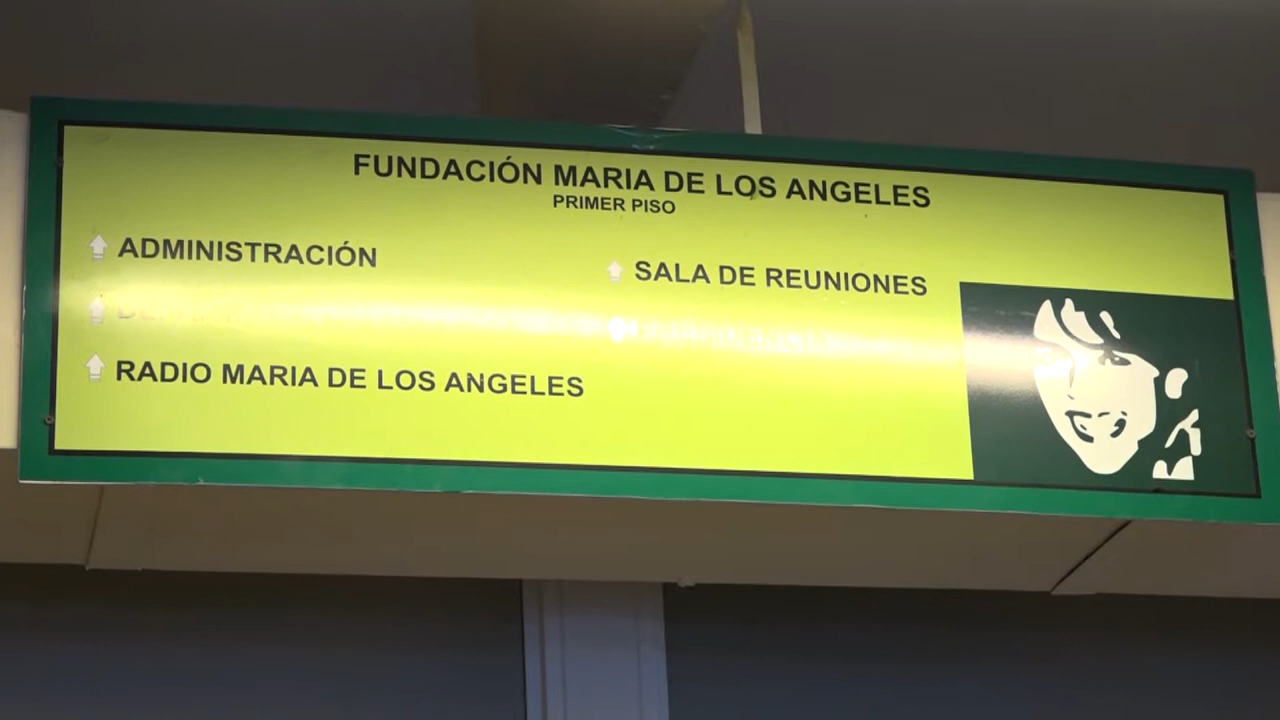 FUNDACIÓN MARIA DE LOS ANGELES
PRIMER PISO
ADMINISTRACIÓN
SALA DE REUNIONES
RADIO MARIA DE LOS ANGELES